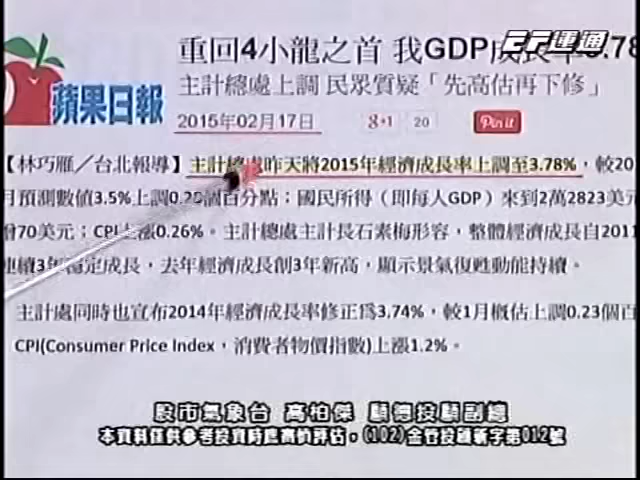 重回4小龍之首 我GDP成長率3.78
ET運通
主計總處上調 民眾質疑「先高估再下修」
蘋果日報
2015年02月17日
g+1
20
Pin it
【林巧雁／台北報導】主計總處昨天將2015年經濟成長率上調至3.78%，較20
月預測數值3.5%上調0.28個百分點；國民所得（即每人GDP）來到2萬2823美元
增70美元；CPI上漲0.26%。主計總處主計長石素梅形容，整體經濟成長自2011
連續3年穩定成長，去年經濟成長創3年新高，顯示景氣復甦動能持續。
主計處同時也宣布2014年經濟成長率修正為3.74%，較1月概估上調0.23個百
CPI(Consumer Price Index，消費者物價指數)上漲1.2%。
股市氣象台 高柏傑 顧德投顧副總
本資料僅供參考投資時應審慎評估，(102)金管投顧新字第012號